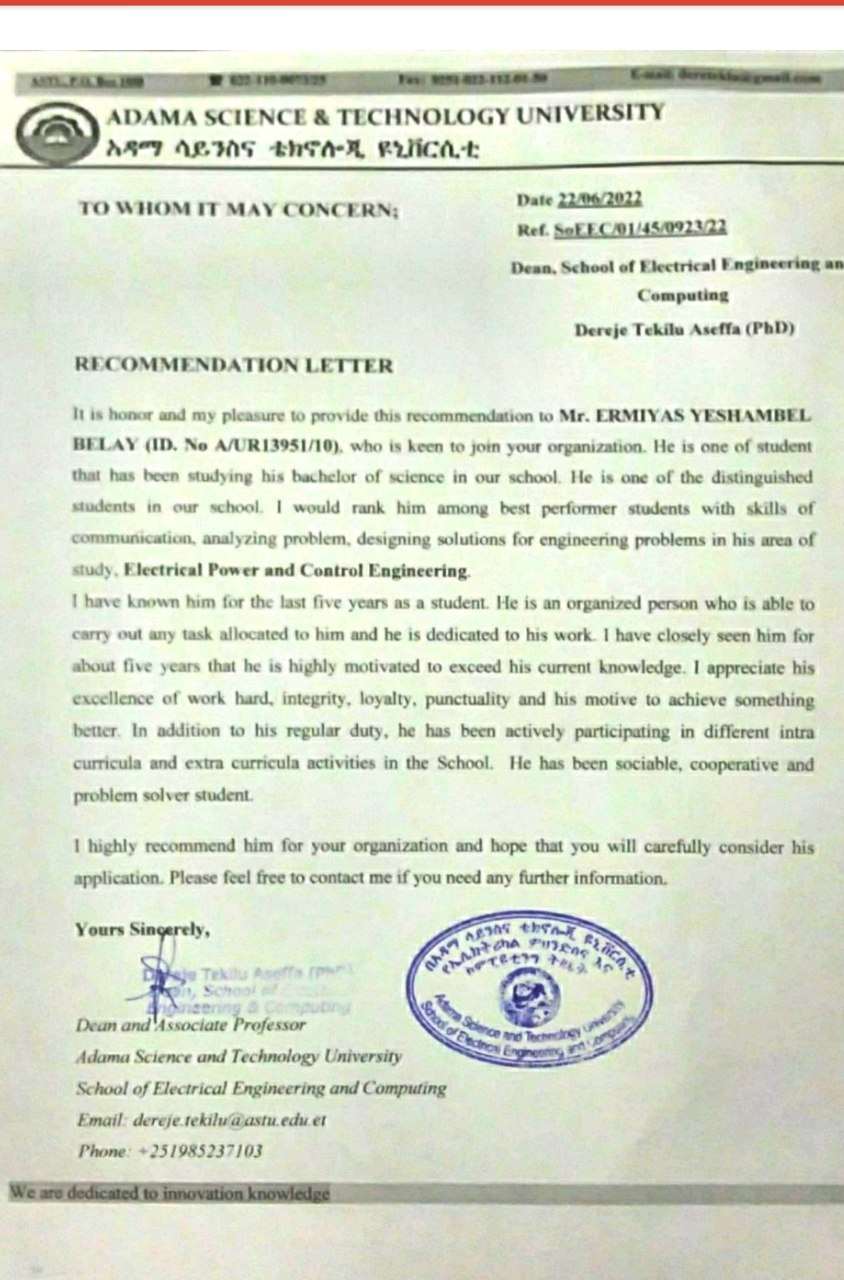 ASTU, P.O. Box 1888
☎ 022-110-0073/25
Fax: 0251-022-112-01-50
E-mail:
ADAMA SCIENCE & TECHNOLOGY UNIVERSITY
አዳማ ሳይንስና ቴክኖሎጂ ዩኒቨርሲቲ
TO WHOM IT MAY CONCERN;
Date 22/06/2022
Ref. SoEEC/01/45/0923/22
Dean, School of Electrical Engineering an
Computing
Dereje Tekilu Aseffa (PhD)
RECOMMENDATION LETTER
It is honor and my pleasure to provide this recommendation to Mr. ERMIYAS YESHAMBEL
BELAY (ID. No A/UR13951/10), who is keen to join your organization. He is one of student
that has been studying his bachelor of science in our school. He is one of the distinguished
students in our school. I would rank him among best performer students with skills of
communication, analyzing problem, designing solutions for engineering problems in his area of
study, Electrical Power and Control Engineering.
I have known him for the last five years as a student. He is an organized person who is able to
carry out any task allocated to him and he is dedicated to his work. I have closely seen him for
about five years that he is highly motivated to exceed his current knowledge. I appreciate his
excellence of work hard, integrity, loyalty, punctuality and his motive to achieve something
better. In addition to his regular duty, he has been actively participating in different intra
curricula and extra curricula activities in the School. He has been sociable, cooperative and
problem solver student.
I highly recommend him for your organization and hope that you will carefully consider his
application. Please feel free to contact me if you need any further information.
Yours Sincerely,
Dereje Tekilu Aseffa (PhD)
Dean, School of
Engineering & Computing
Dean and Associate Professor
Adama Science and Technology University
School of Electrical Engineering and Computing
Email: dereje.tekilu@astu.edu.et
Phone: +251985237103
በአዳማ ሳይንስና ቴክኖሎጂ ዩኒቨርሲቲ
የኤሌክትሪካል ምህንድስና እና
ኮምፒዩቲንግ ት/ቤት
Adama Science and Technology University
School of Electrical Engineering and Computing
We are dedicated to innovation knowledge